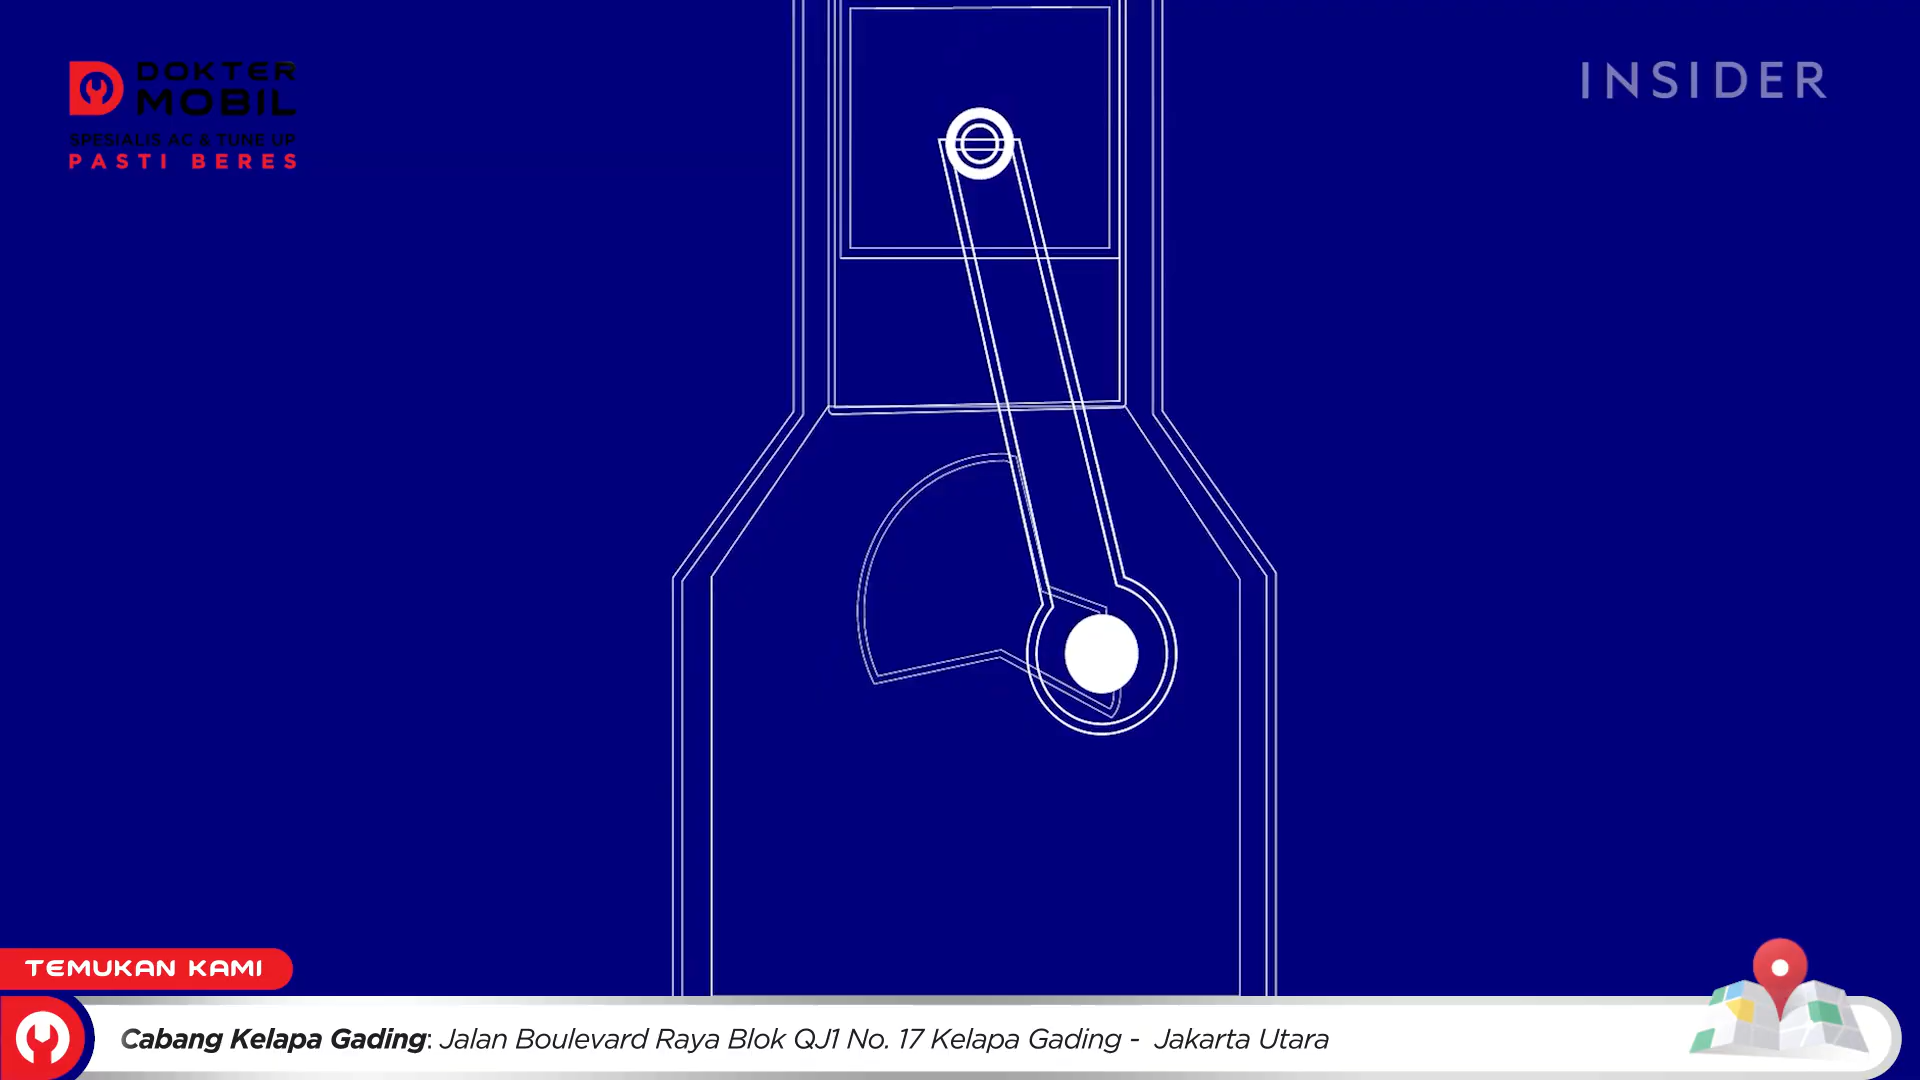 DOKTER
MOBIL
SPESIALIS AC & TUNE UP
PASTI BERES
INSIDER
TEMUKAN KAMI
Cabang Kelapa Gading: Jalan Boulevard Raya Blok QJ1 No. 17 Kelapa Gading - Jakarta Utara